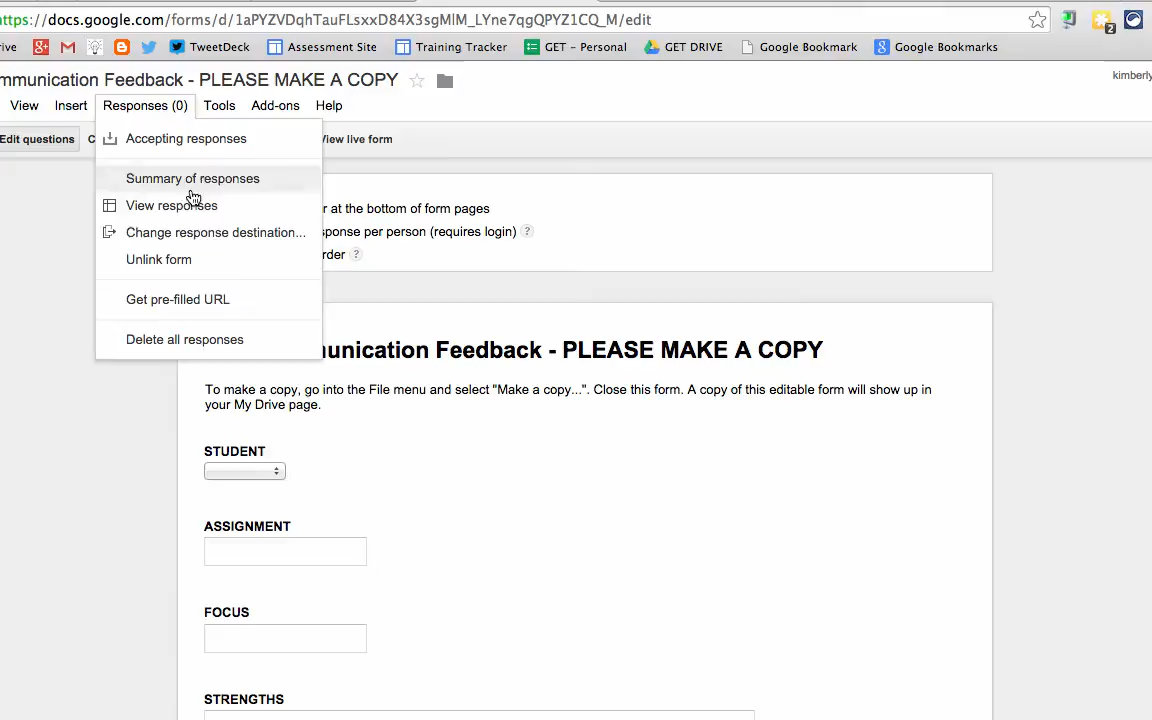 https://docs.google.com/forms/d/1aPYZVDqhTauFLsxxD84X3sgMlM_LYne7qgQPYZ1CQ_M/edit
2
rive TweetDeck Assessment Site Training Tracker GET - Personal GET DRIVE Google Bookmark Google Bookmarks
mmunication Feedback - PLEASE MAKE A COPY
kimberly
View Insert Responses (0) Tools Add-ons Help
Edit questions C View live form
Accepting responses
Summary of responses
View responses
Change response destination...
Unlink form
Get pre-filled URL
Delete all responses
r at the bottom of form pages
sponse per person (requires login) ?
rder ?
unication Feedback - PLEASE MAKE A COPY
To make a copy, go into the File menu and select "Make a copy...". Close this form. A copy of this editable form will show up in
your My Drive page.
STUDENT
ASSIGNMENT
FOCUS
STRENGTHS